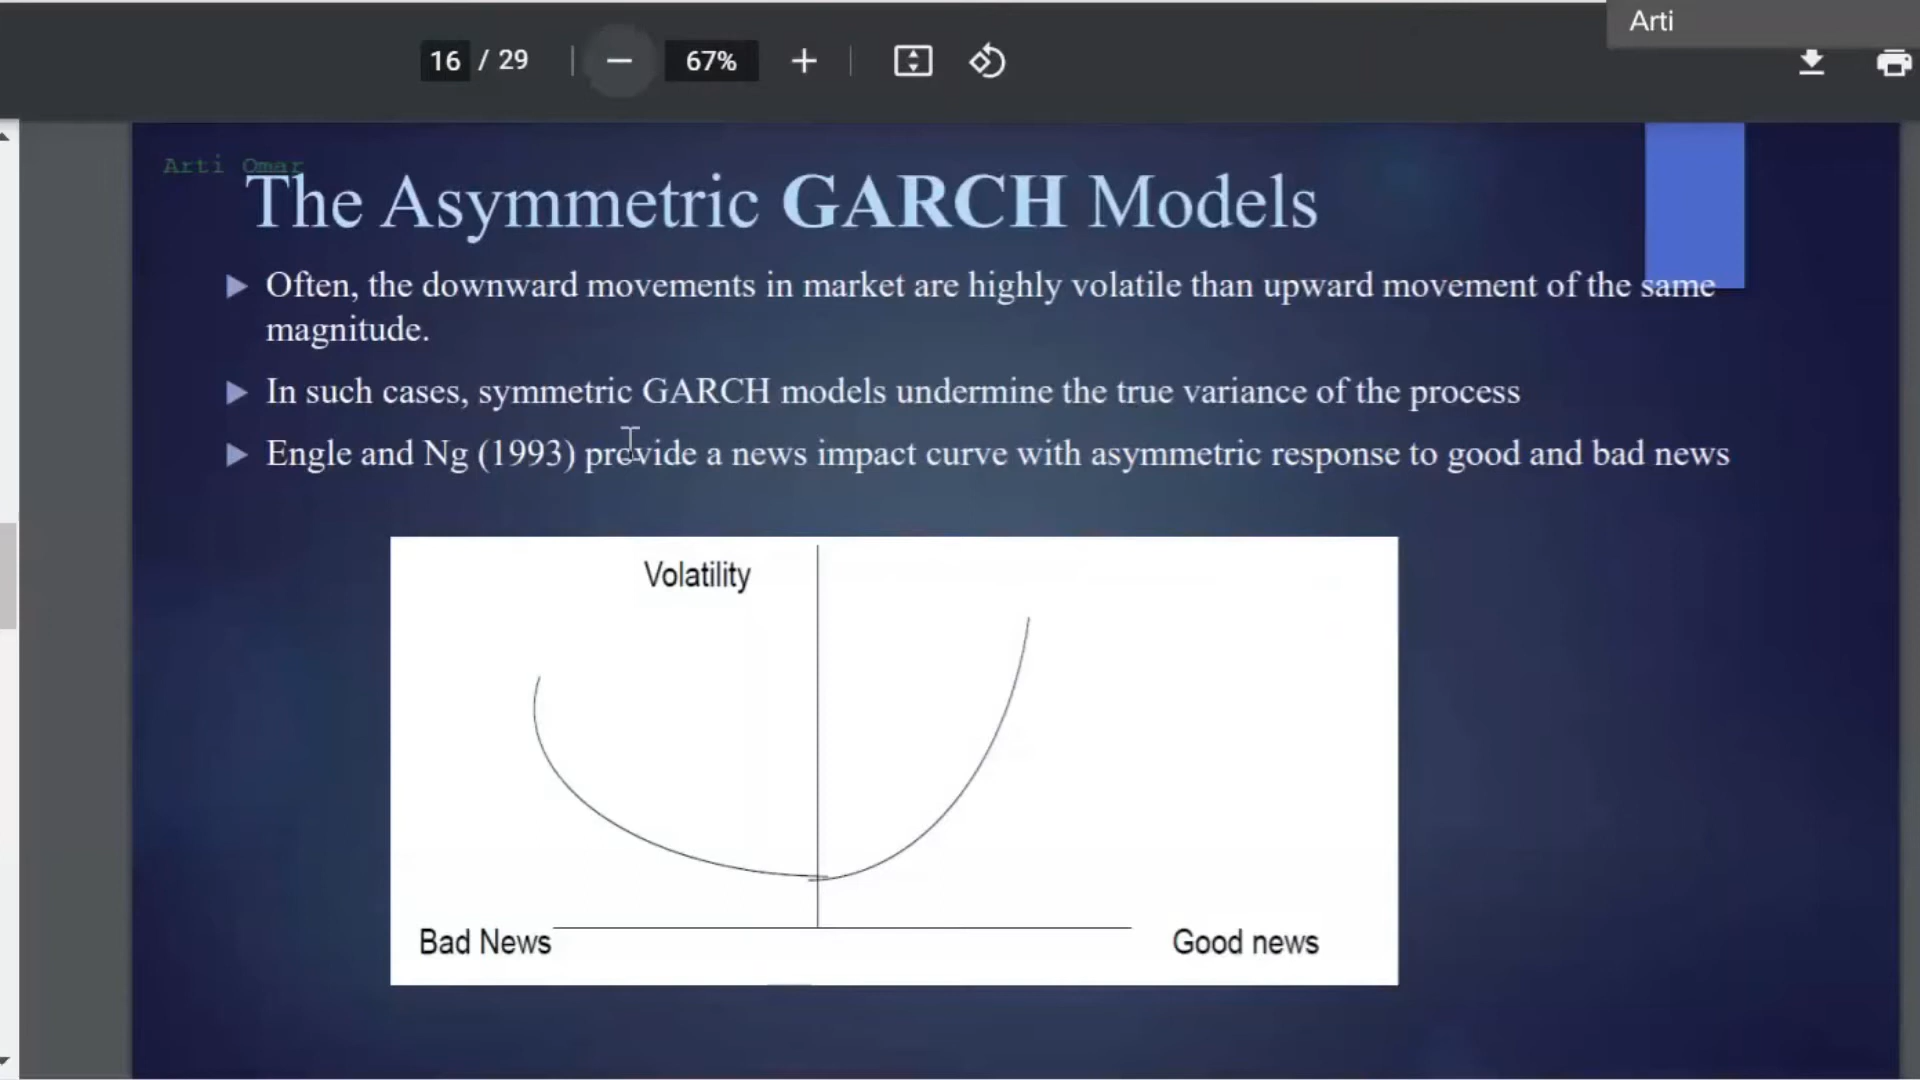 Arti
16 / 29
67%
Arti Omar
The Asymmetric GARCH Models
Often, the downward movements in market are highly volatile than upward movement of the same
magnitude.
In such cases, symmetric GARCH models undermine the true variance of the process
Engle and Ng (1993) provide a news impact curve with asymmetric response to good and bad news
Volatility
Bad News
Good news